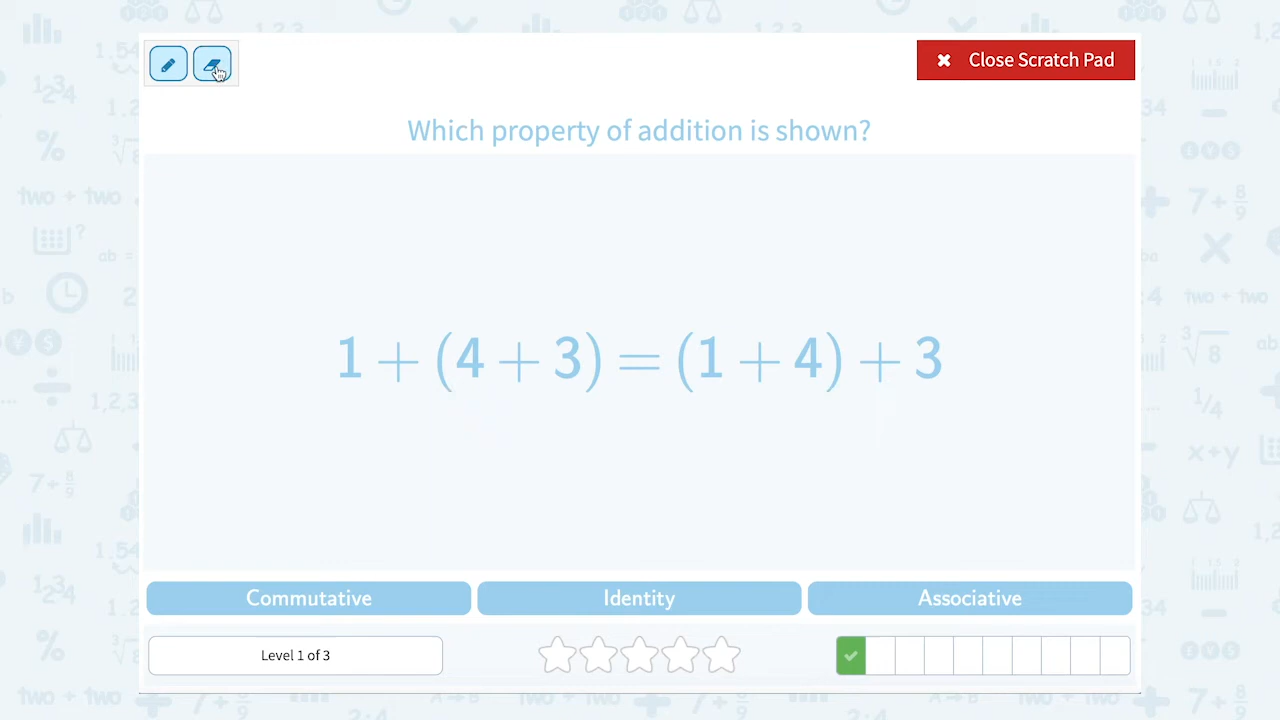 Close Scratch Pad
Which property of addition is shown?
1 + (4 + 3) = (1 + 4) + 3
Commutative
Identity
Associative
Level 1 of 3